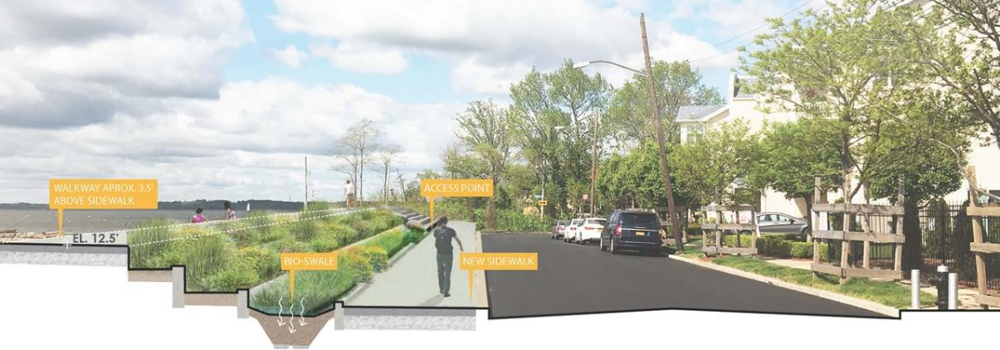 WALKWAY APROX. 3.5'
ABOVE SIDEWALK
EL. 12.5'
BIO-SWALE
ACCESS POINT
NEW SIDEWALK